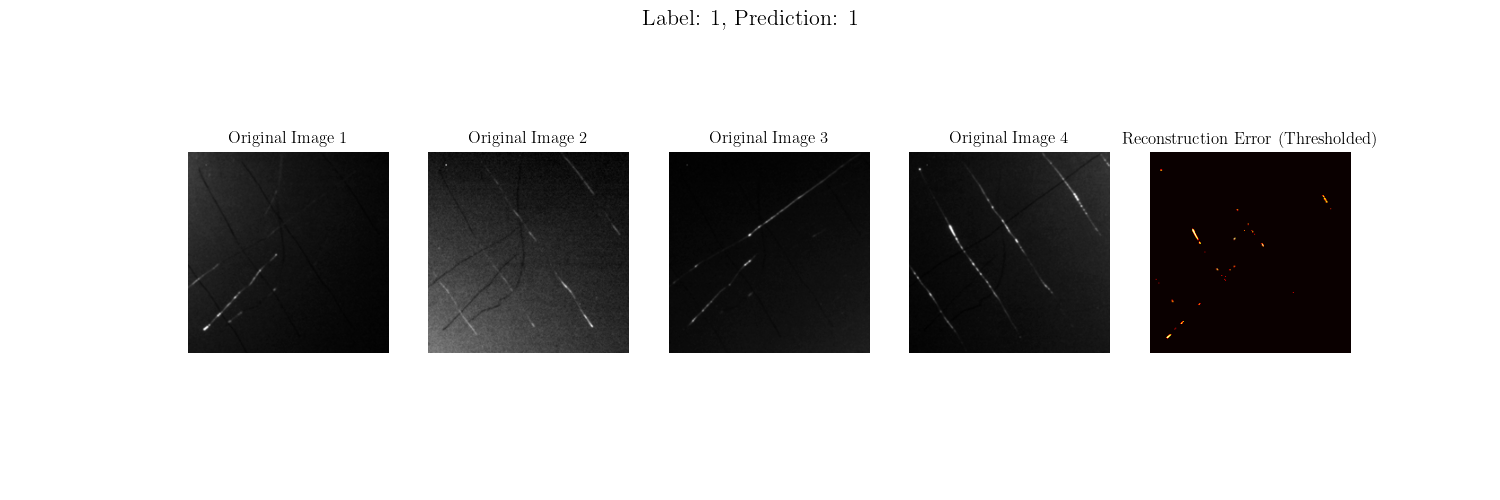 Label: 1, Prediction: 1
Original Image 1
Original Image 2
Original Image 3
Original Image 4
Reconstruction Error (Thresholded)